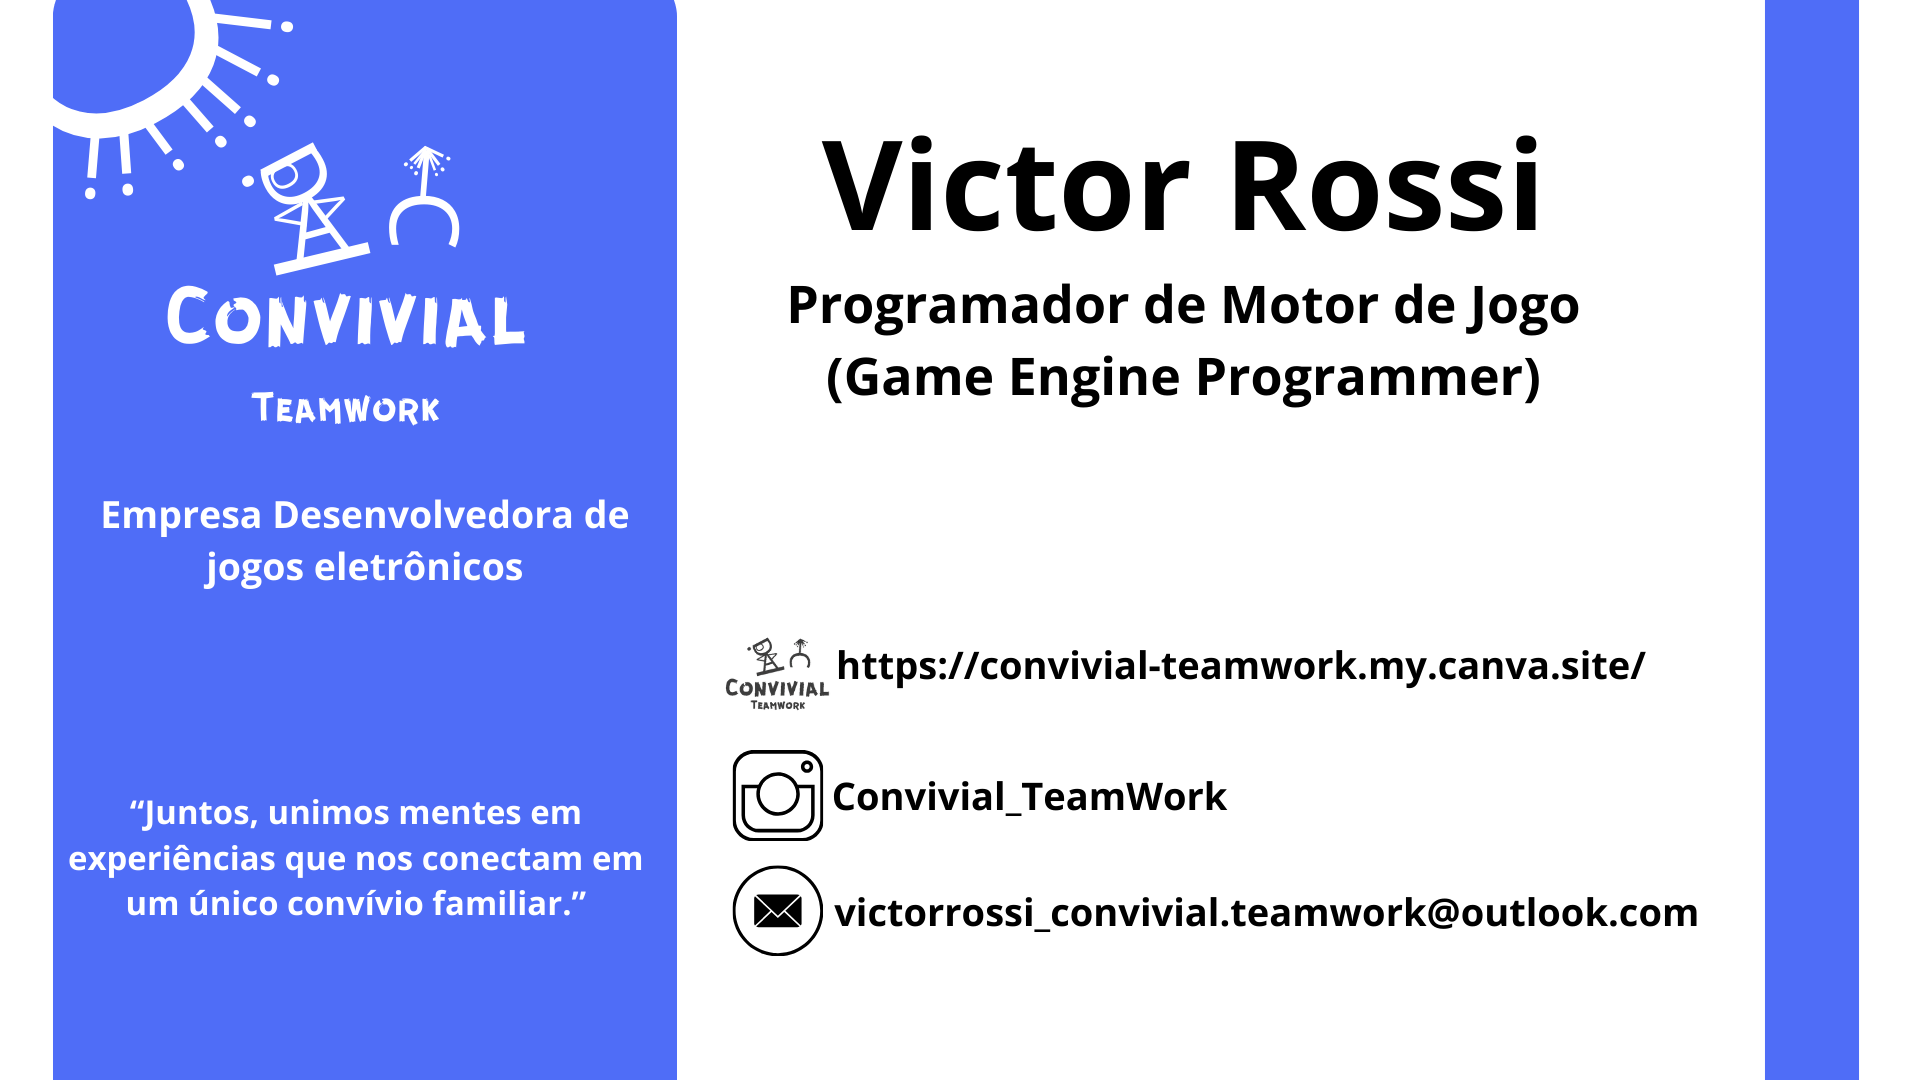 Convivial
Teamwork
Empresa Desenvolvedora de
jogos eletrônicos
“Juntos, unimos mentes em
experiências que nos conectam em
um único convívio familiar.”
Victor Rossi
Programador de Motor de Jogo
(Game Engine Programmer)
Convivial
Teamwork
https://convivial-teamwork.my.canva.site/
Convivial_TeamWork
victorrossi_convivial.teamwork@outlook.com